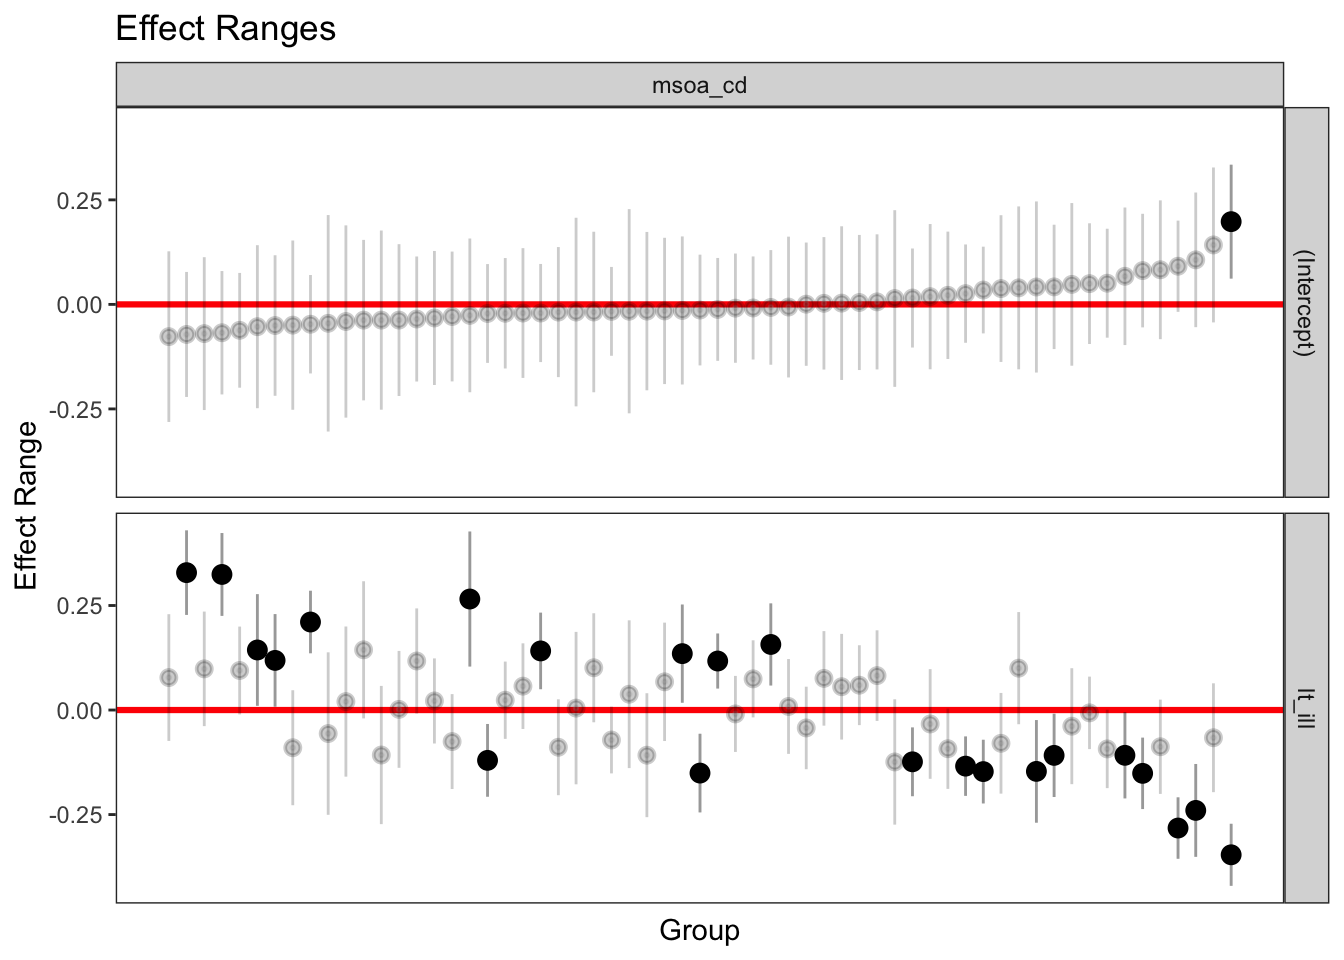 Effect Ranges
msoa_cd
0.25
0.00
-0.25
(Intercept)
Effect Range
0.25
0.00
-0.25
lt_ill
Group